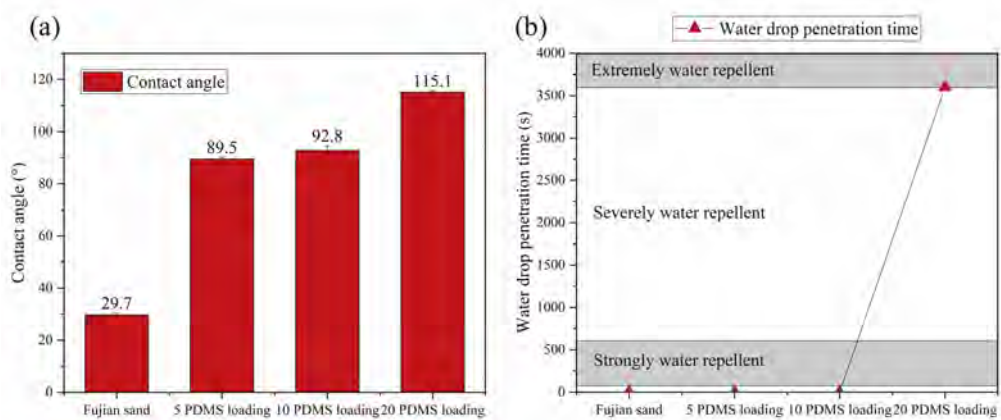 (a)
Contact angle
Contact angle (°)
120
100
80
60
40
20
0
29.7
89.5
92.8
115.1
Fujian sand
5 PDMS loading
10 PDMS loading
20 PDMS loading
(b)
Water drop penetration time
Water drop penetration time (s)
4000
3500
3000
2500
2000
1500
1000
500
0
Extremely water repellent
Severely water repellent
Strongly water repellent
Fujian sand
5 PDMS loading
10 PDMS loading
20 PDMS loading